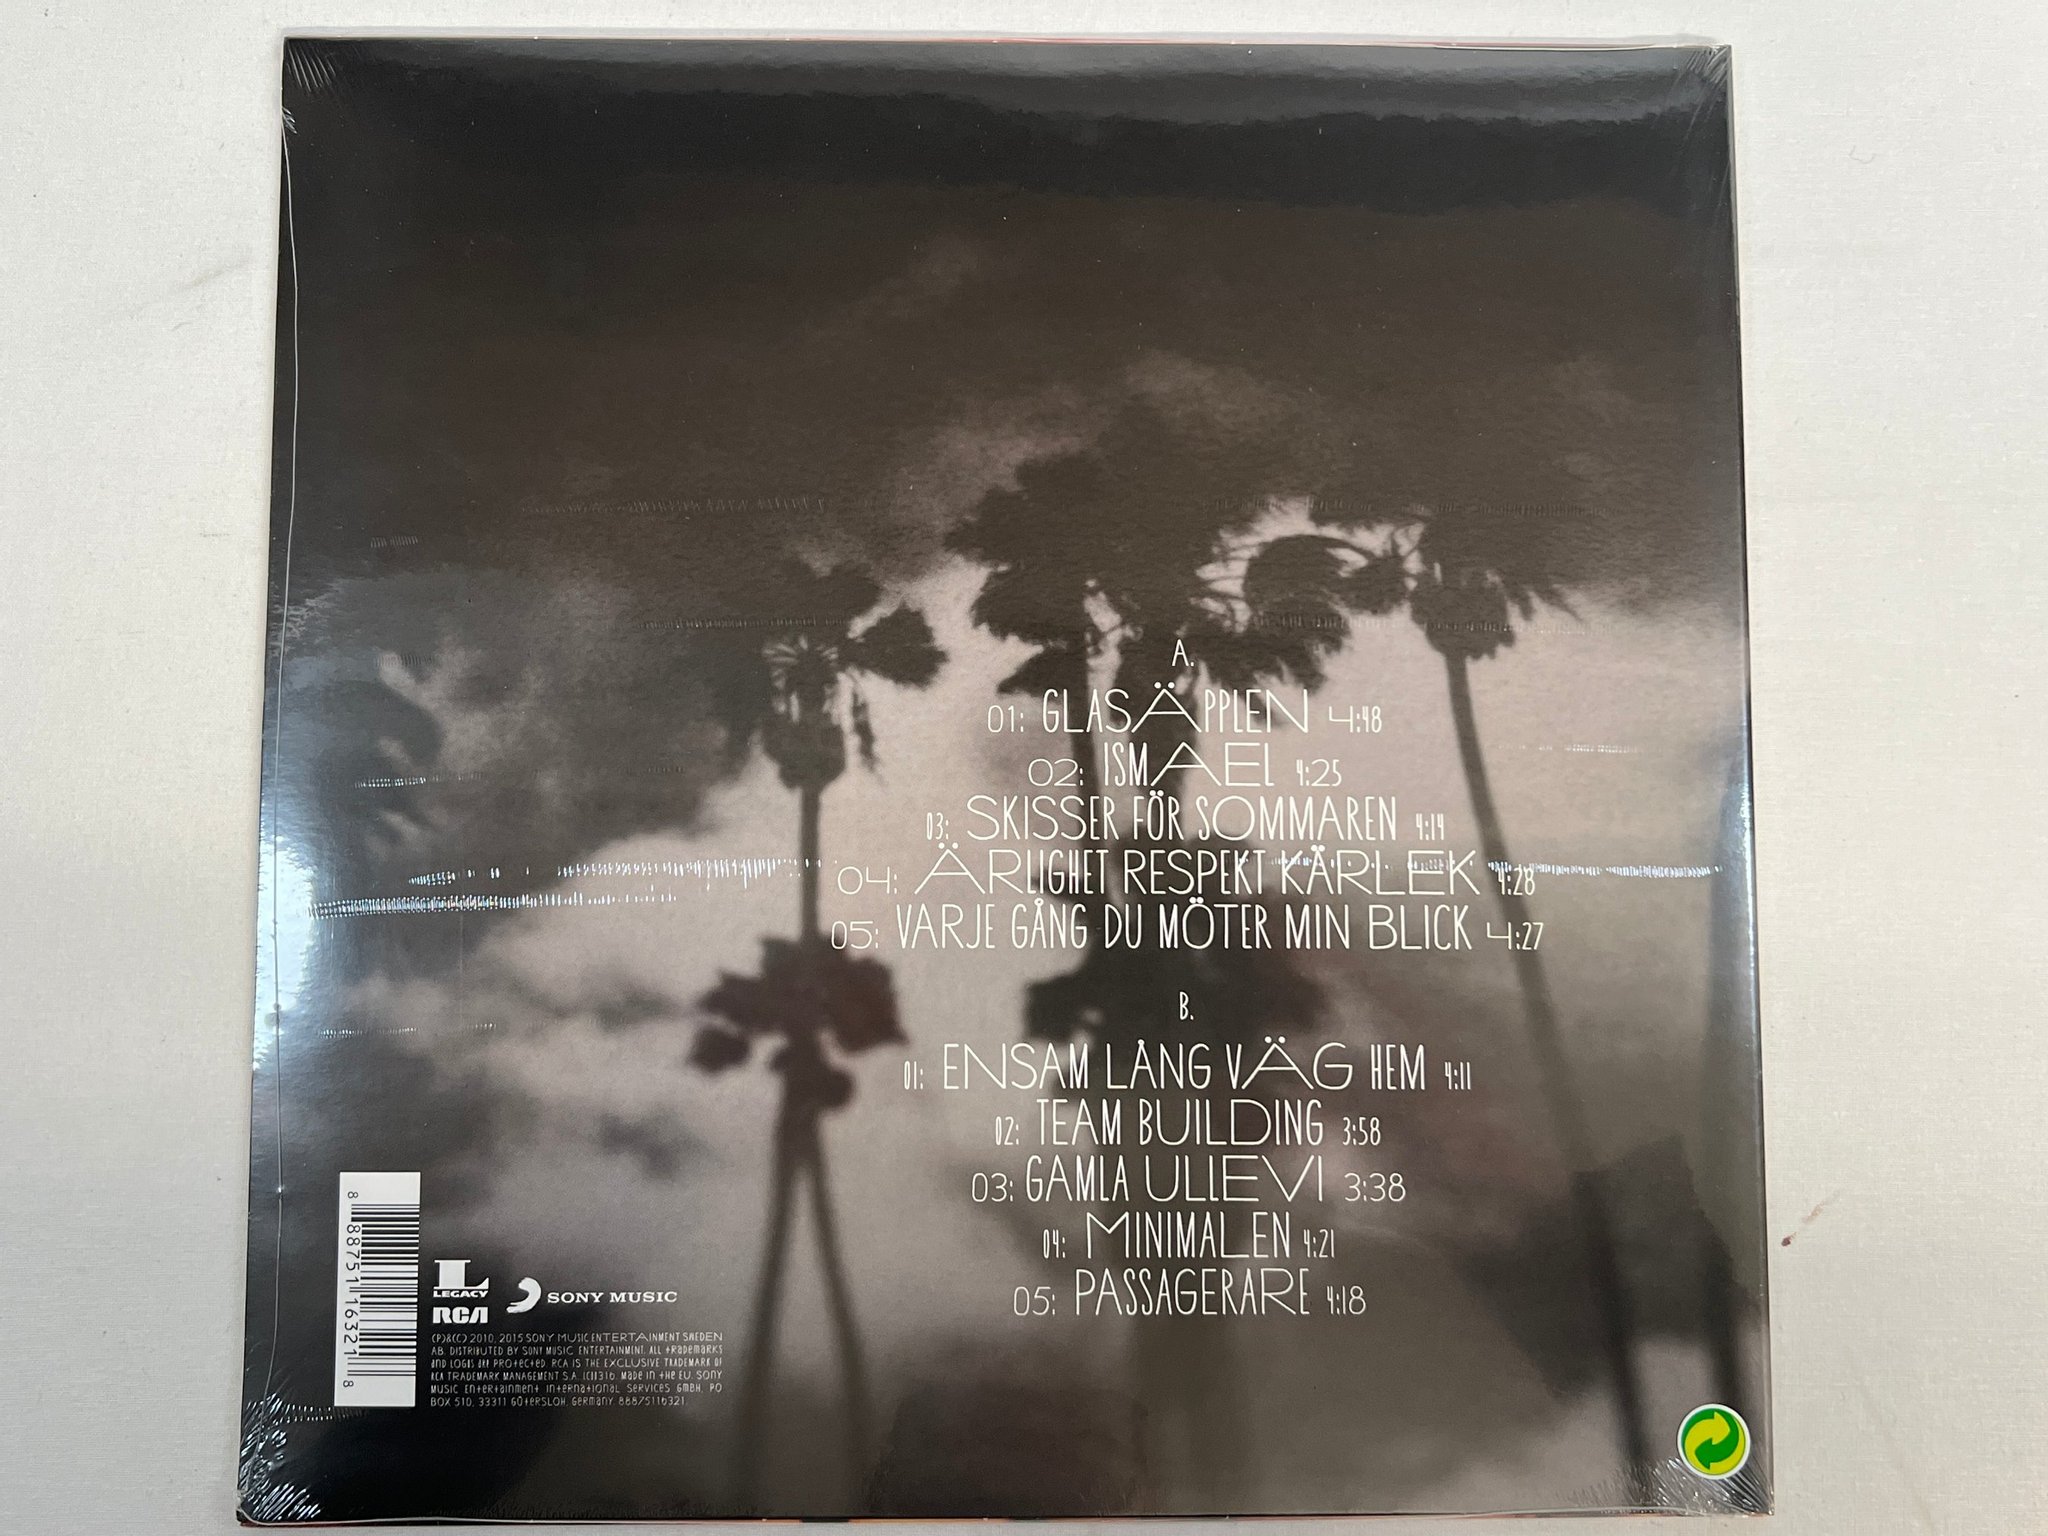 A.
01: GLASÄPPLEN 4:48
02: ISMAEL 4:25
03: SKISSER FÖR SOMMAREN 4:14
04: ÄRLIGHET RESPEKT KÄRLEK 4:28
05: VARJE GÅNG DU MÖTER MIN BLICK 4:27
B.
01: ENSAM LÅNG VÄG HEM 4:11
02: TEAM BUILDING 3:58
03: GAMLA ULLEVI 3:38
04: MINIMALEN 4:21
05: PASSAGERARE 4:18
8 88751 16321 8
L
LEGACY
RCA
SONY MUSIC
(P)&(C) 2010, 2015 SONY MUSIC ENTERTAINMENT SWEDEN
AB. DISTRIBUTED BY SONY MUSIC ENTERTAINMENT. ALL TRADEMARKS
AND LOGOS ARE PROTECTED. RCA IS THE EXCLUSIVE TRADEMARK OF
RCA TRADEMARK MANAGEMENT S.A. LC11316. MADE IN THE EU. SONY
MUSIC ENTERTAINMENT INTERNATIONAL SERVICES GMBH, PO
BOX 510, 33311 GÜTERSLOH, GERMANY. 88875116321.